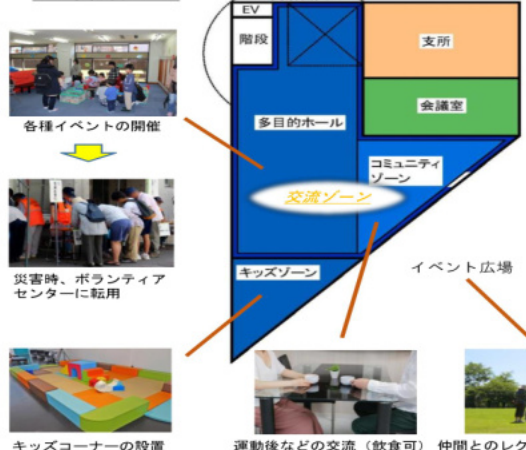 EV
階段
支所
会議室
多目的ホール
コミュニティ
ゾーン
交流ゾーン
キッズゾーン
イベント広場
各種イベントの開催
災害時、ボランティア
センターに転用
キッズコーナーの設置
運動後などの交流（飲食可）
仲間とのレク